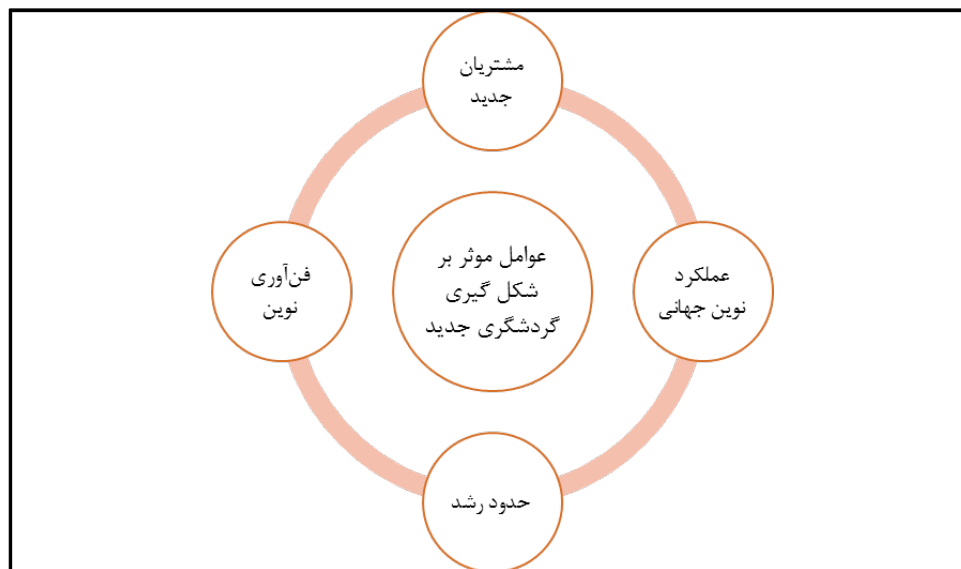 مشتریان
جدید
عملکرد
نوین جهانی
عوامل موثر بر
شکل گیری
گردشگری جدید
فن‌آوری
نوین
حدود رشد